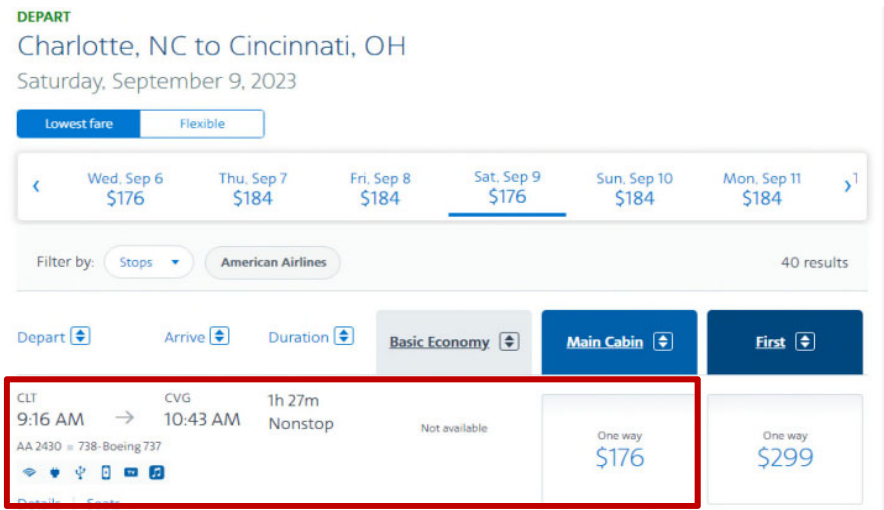 DEPART
Charlotte, NC to Cincinnati, OH
Saturday, September 9, 2023
Lowest fare Flexible
Wed, Sep 6 Thu, Sep 7 Fri, Sep 8 Sat, Sep 9 Sun, Sep 10 Mon, Sep 11
$176 $184 $184 $176 $184 $184
Filter by: Stops American Airlines 40 results
Depart Arrive Duration Basic Economy Main Cabin First
CLT CVG 1h 27m
9:16 AM → 10:43 AM Nonstop Not available
One way One way
$176 $299
AA 2430 738-Boeing 737
Details Seats